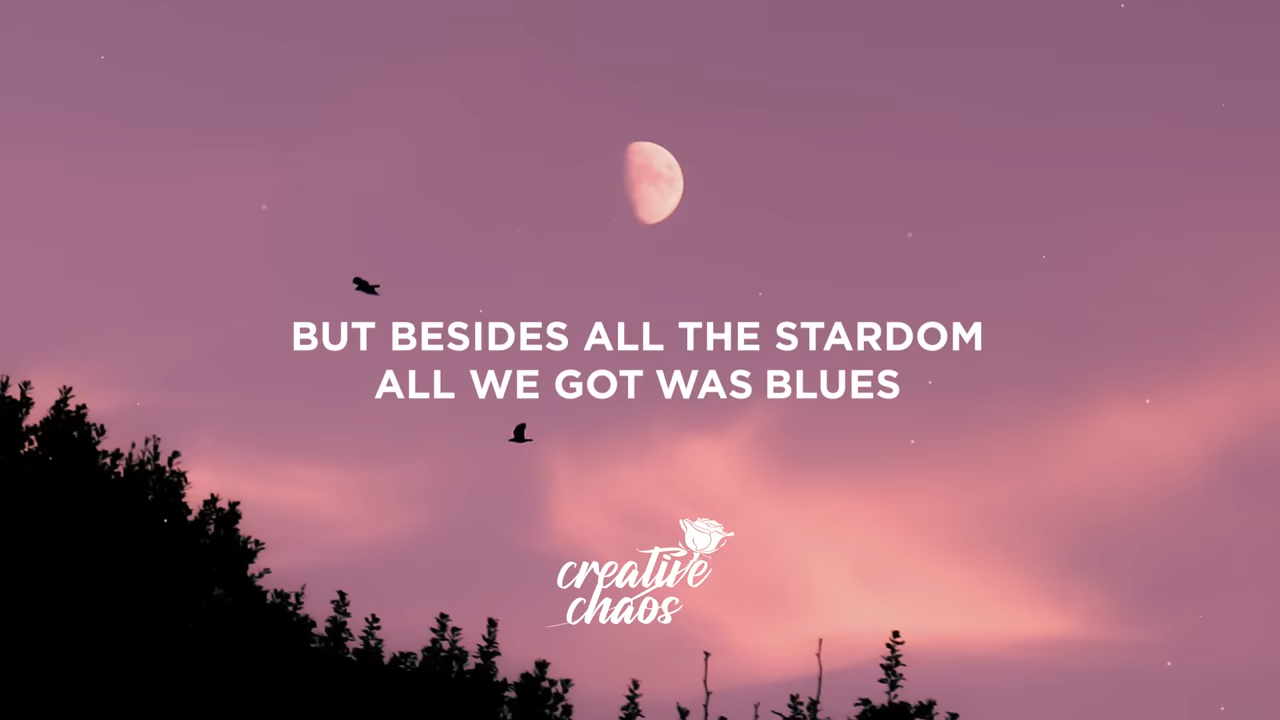 BUT BESIDES ALL THE STARDOM
ALL WE GOT WAS BLUES
creative
chaos